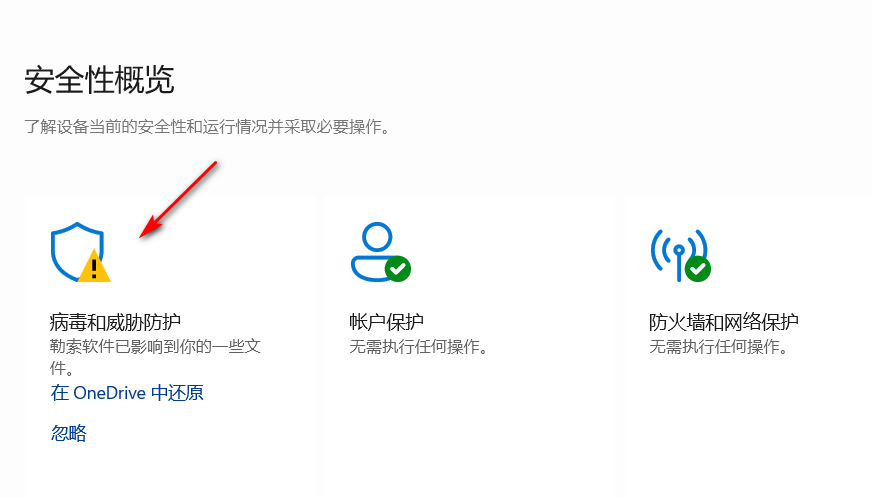 安全性概览
了解设备当前的安全性和运行情况并采取必要操作。
病毒和威胁防护
勒索软件已影响到你的一些文
件。
在 OneDrive 中还原
忽略
帐户保护
无需执行任何操作。
防火墙和网络保护
无需执行任何操作。